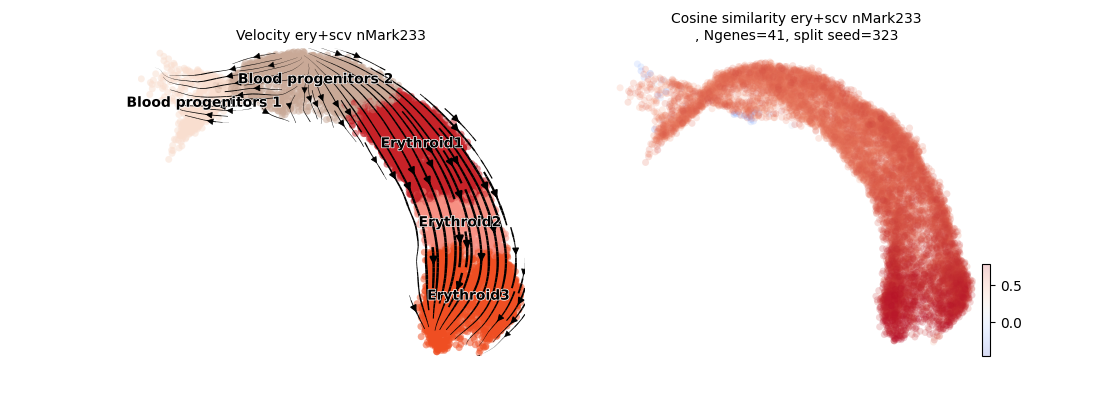 Velocity ery+scv nMark233
Blood progenitors 2
Blood progenitors 1
Erythroid1
Erythroid2
Erythroid3
Cosine similarity ery+scv nMark233
, Ngenes=41, split seed=323
0.5
0.0